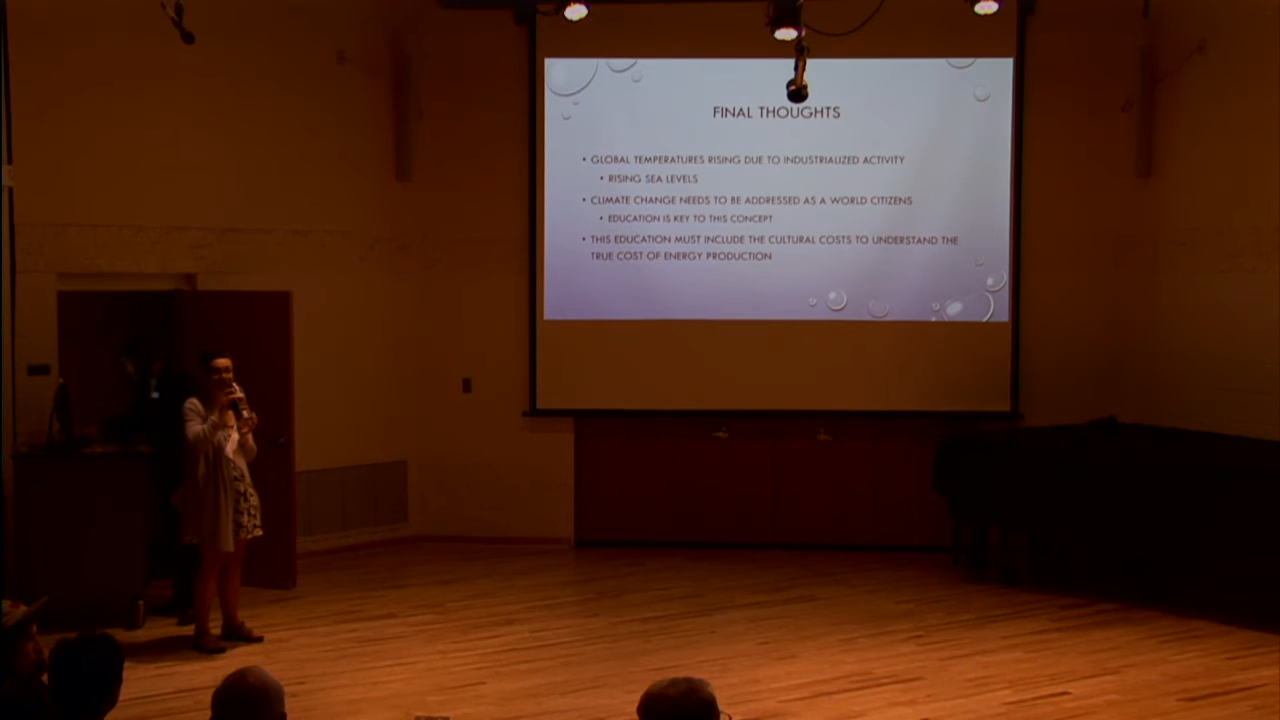 FINAL THOUGHTS
• GLOBAL TEMPERATURES RISING DUE TO INDUSTRIALIZED ACTIVITY
• RISING SEA LEVELS
• CLIMATE CHANGE NEEDS TO BE ADDRESSED AS A WORLD CITIZENS
• EDUCATION IS KEY TO THIS CONCEPT
• THIS EDUCATION MUST INCLUDE THE CULTURAL COSTS TO UNDERSTAND THE
TRUE COST OF ENERGY PRODUCTION